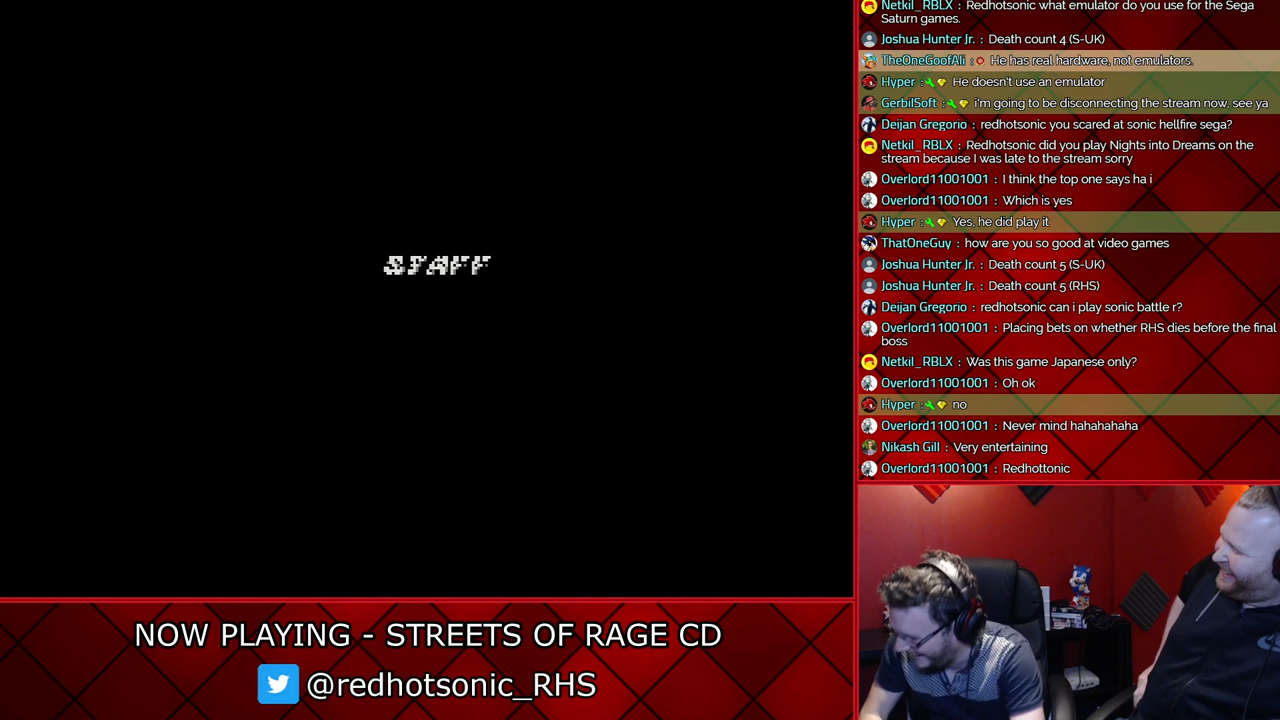 STAFF
Netkil_RBLX : Redhotsonic what emulator do you use for the Sega
Saturn games.
Joshua Hunter Jr. : Death count 4 (S-UK)
TheOneGoofAli : He has real hardware, not emulators.
Hyper : He doesn't use an emulator
GerbilSoft : i'm going to be disconnecting the stream now, see ya
Deijan Gregorio : redhotsonic you scared at sonic hellfire sega?
Netkil_RBLX : Redhotsonic did you play Nights into Dreams on the
stream because I was late to the stream sorry
Overlord11001001 : I think the top one says ha i
Overlord11001001 : Which is yes
Hyper : Yes, he did play it
ThatOneGuy : how are you so good at video games
Joshua Hunter Jr. : Death count 5 (S-UK)
Joshua Hunter Jr. : Death count 5 (RHS)
Deijan Gregorio : redhotsonic can i play sonic battle r?
Overlord11001001 : Placing bets on whether RHS dies before the final
boss
Netkil_RBLX : Was this game Japanese only?
Overlord11001001 : Oh ok
Hyper : no
Overlord11001001 : Never mind hahahahaha
Nikash Gill : Very entertaining
Overlord11001001 : Redhottonic
NOW PLAYING - STREETS OF RAGE CD
@redhotsonic_RHS